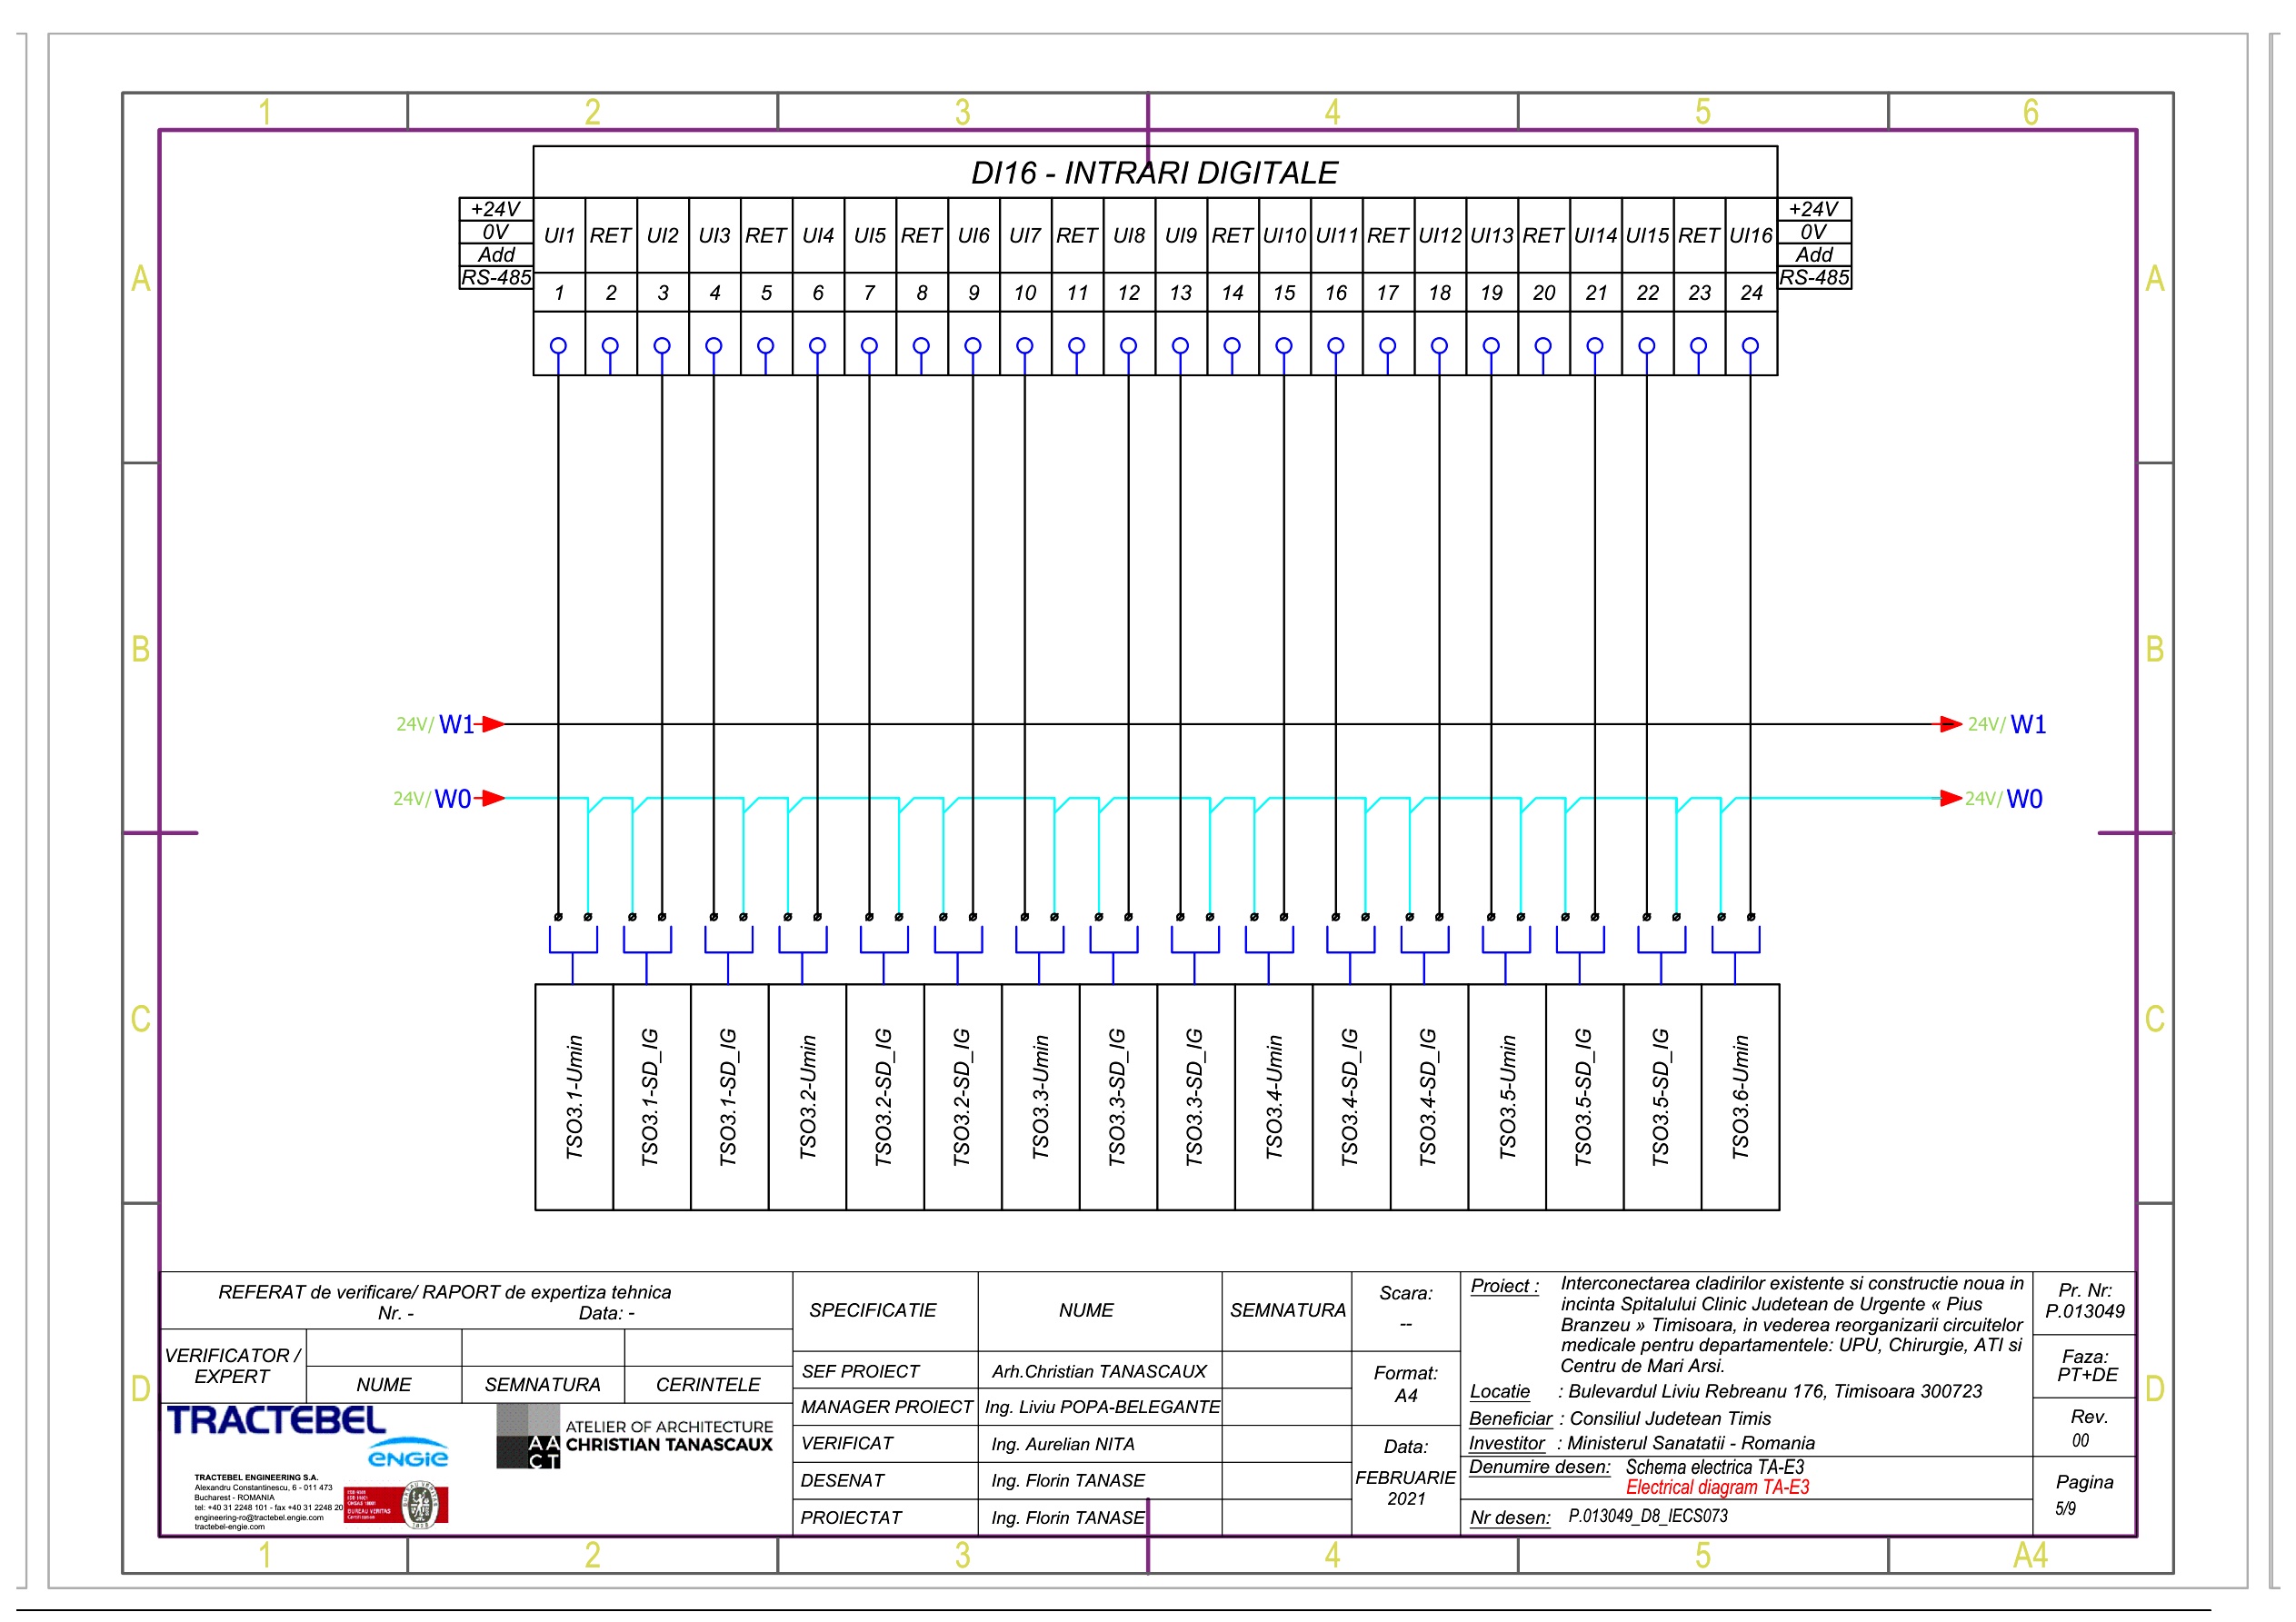 1 2 3 4 5 6
DI16 - INTRARI DIGITALE
+24V
0V
Add
RS-485
UI1 RET UI2 UI3 RET UI4 UI5 RET UI6 UI7 RET UI8 UI9 RET UI10 UI11 RET UI12 UI13 RET UI14 UI15 RET UI16
+24V
0V
Add
RS-485
1 2 3 4 5 6 7 8 9 10 11 12 13 14 15 16 17 18 19 20 21 22 23 24
A A
B B
24V/ W1 24V/ W1
24V/ W0 24V/ W0
C C
TSO3.1-Umin
TSO3.1-SD_IG
TSO3.1-SD_IG
TSO3.2-Umin
TSO3.2-SD_IG
TSO3.2-SD_IG
TSO3.3-Umin
TSO3.3-SD_IG
TSO3.3-SD_IG
TSO3.4-Umin
TSO3.4-SD_IG
TSO3.4-SD_IG
TSO3.5-Umin
TSO3.5-SD_IG
TSO3.5-SD_IG
TSO3.6-Umin
D D
REFERAT de verificare/ RAPORT de expertiza tehnica
Nr. - Data: -
VERIFICATOR /
EXPERT
NUME SEMNATURA CERINTELE
TRACTEBEL
ENGIE
TRACTEBEL ENGINEERING S.A.
Alexandru Constantinescu, 6 - 011 473
Bucharest - ROMANIA
tel: +40 31 2248 101 - fax +40 31 2248 20
engineering-ro@tractebel.engie.com
tractebel-engie.com
BUREAU VERITAS
AA
CT
ATELIER OF ARCHITECTURE
CHRISTIAN TANASCAUX
SPECIFICATIE NUME SEMNATURA
SEF PROIECT Arh.Christian TANASCAUX
MANAGER PROIECT Ing. Liviu POPA-BELEGANTE
VERIFICAT Ing. Aurelian NITA
DESENAT Ing. Florin TANASE
PROIECTAT Ing. Florin TANASE
Scara:
--
Format:
A4
Data:
FEBRUARIE
2021
Proiect : Interconectarea cladirilor existente si constructie noua in
incinta Spitalului Clinic Judetean de Urgente « Pius
Branzeu » Timisoara, in vederea reorganizarii circuitelor
medicale pentru departamentele: UPU, Chirurgie, ATI si
Centru de Mari Arsi.
Locatie : Bulevardul Liviu Rebreanu 176, Timisoara 300723
Beneficiar : Consiliul Judetean Timis
Investitor : Ministerul Sanatatii - Romania
Denumire desen: Schema electrica TA-E3
Electrical diagram TA-E3
Nr desen: P.013049_D8_IECS073
Pr. Nr:
P.013049
Faza:
PT+DE
Rev.
00
Pagina
5/9
1 2 3 4 5 A4